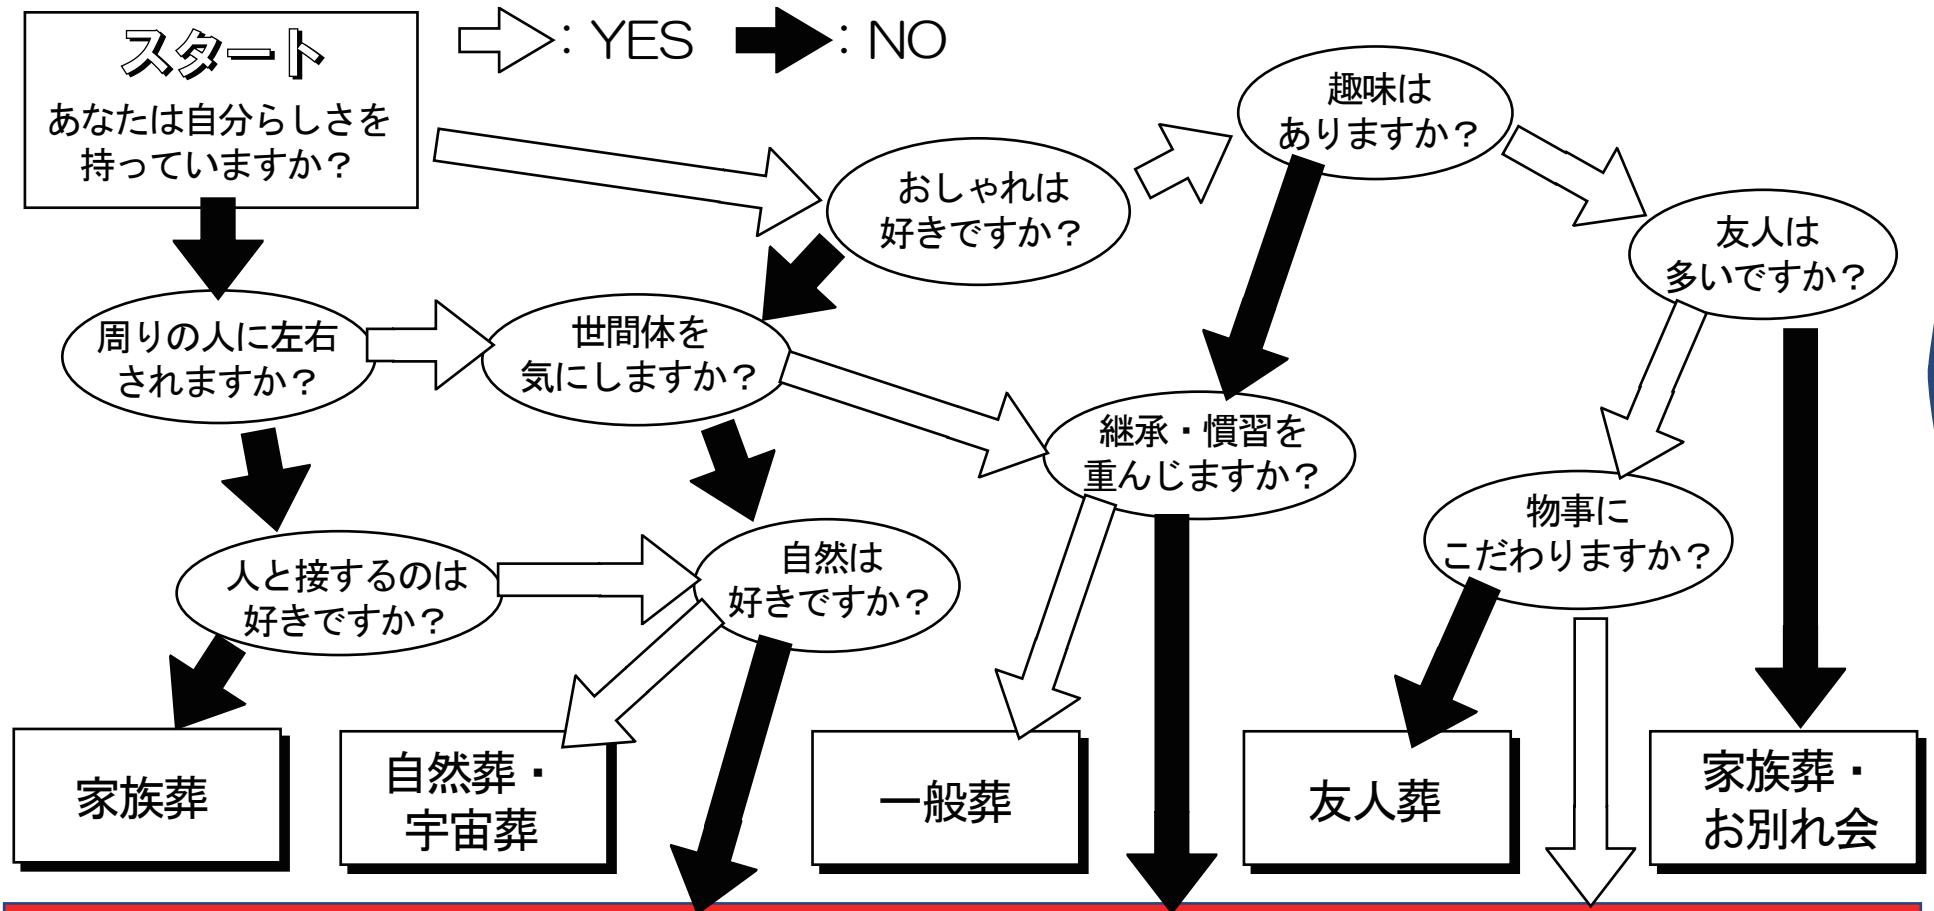 スタート
あなたは自分らしさを
持っていますか?
:YES
:NO
趣味は
ありますか?
おしゃれは
好きですか?
友人は
多いですか?
周りの人に左右
されますか?
世間体を
気にしますか?
継承・慣習を
重んじますか?
物事に
こだわりますか?
人と接するのは
好きですか?
自然は
好きですか?
家族葬
自然葬・
宇宙葬
一般葬
友人葬
家族葬・
お別れ会